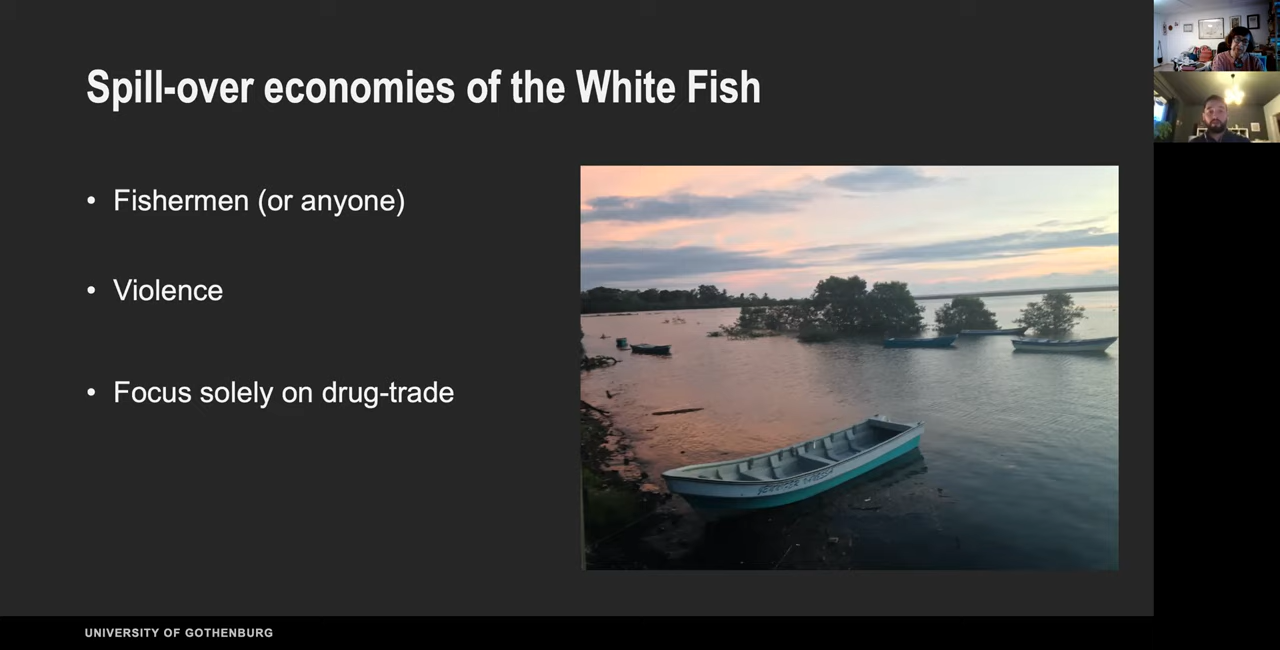 Spill-over economies of the White Fish
• Fishermen (or anyone)
• Violence
• Focus solely on drug-trade
UNIVERSITY OF GOTHENBURG